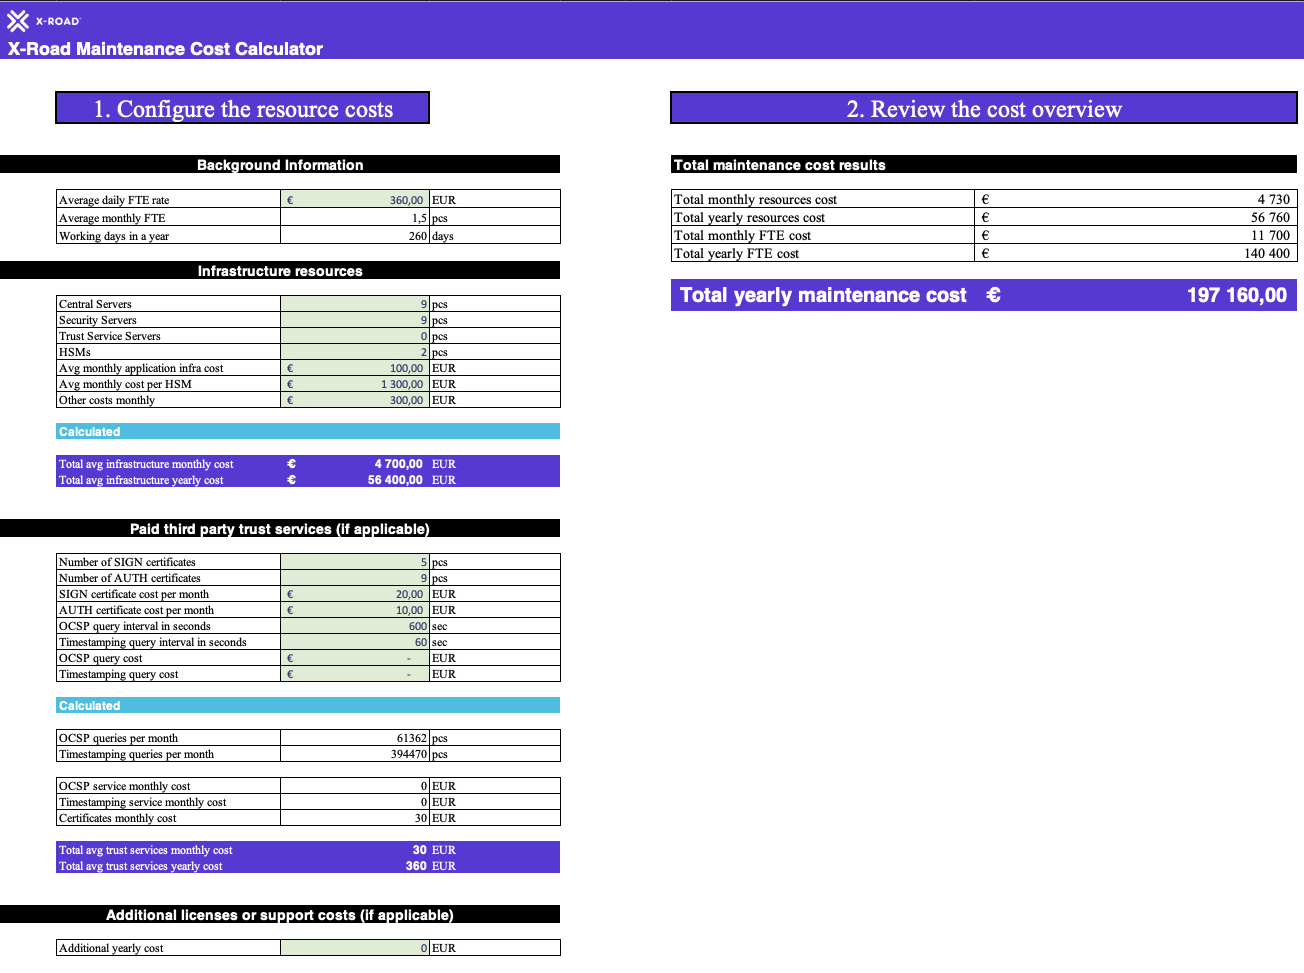 X-ROAD
X-Road Maintenance Cost Calculator
1. Configure the resource costs
Background Information
Average daily FTE rate € 360,00 EUR
Average monthly FTE 1,5 pcs
Working days in a year 260 days
Infrastructure resources
Central Servers 9 pcs
Security Servers 9 pcs
Trust Service Servers 0 pcs
HSMs 2 pcs
Avg monthly application infra cost € 100,00 EUR
Avg monthly cost per HSM € 1 300,00 EUR
Other costs monthly € 300,00 EUR
Calculated
Total avg infrastructure monthly cost € 4 700,00 EUR
Total avg infrastructure yearly cost € 56 400,00 EUR
Paid third party trust services (if applicable)
Number of SIGN certificates 5 pcs
Number of AUTH certificates 9 pcs
SIGN certificate cost per month € 20,00 EUR
AUTH certificate cost per month € 10,00 EUR
OCSP query interval in seconds 600 sec
Timestamping query interval in seconds 60 sec
OCSP query cost € - EUR
Timestamping query cost € - EUR
Calculated
OCSP queries per month 61362 pcs
Timestamping queries per month 394470 pcs
OCSP service monthly cost 0 EUR
Timestamping service monthly cost 0 EUR
Certificates monthly cost 30 EUR
Total avg trust services monthly cost 30 EUR
Total avg trust services yearly cost 360 EUR
Additional licenses or support costs (if applicable)
Additional yearly cost 0 EUR
2. Review the cost overview
Total maintenance cost results
Total monthly resources cost € 4 730
Total yearly resources cost € 56 760
Total monthly FTE cost € 11 700
Total yearly FTE cost € 140 400
Total yearly maintenance cost € 197 160,00